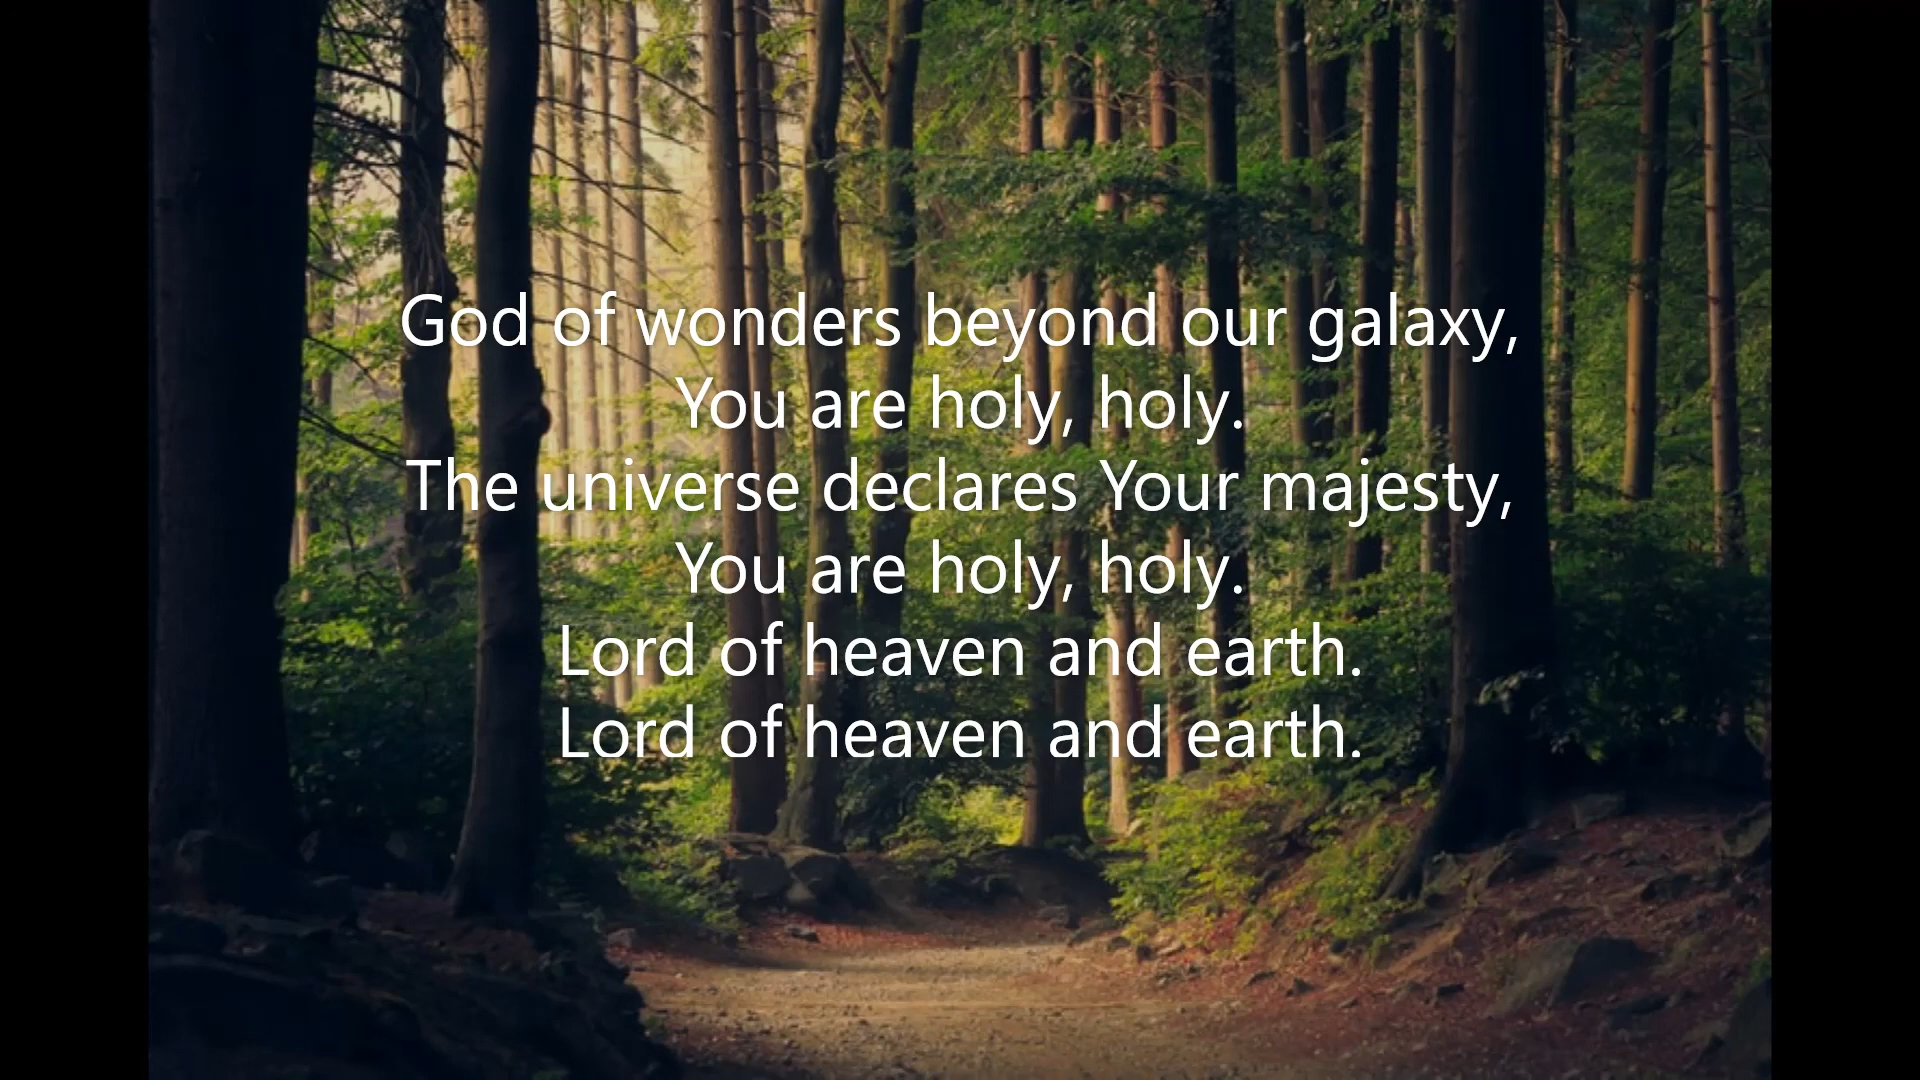 God of wonders beyond our galaxy,
You are holy, holy.
The universe declares Your majesty,
You are holy, holy.
Lord of heaven and earth.
Lord of heaven and earth.